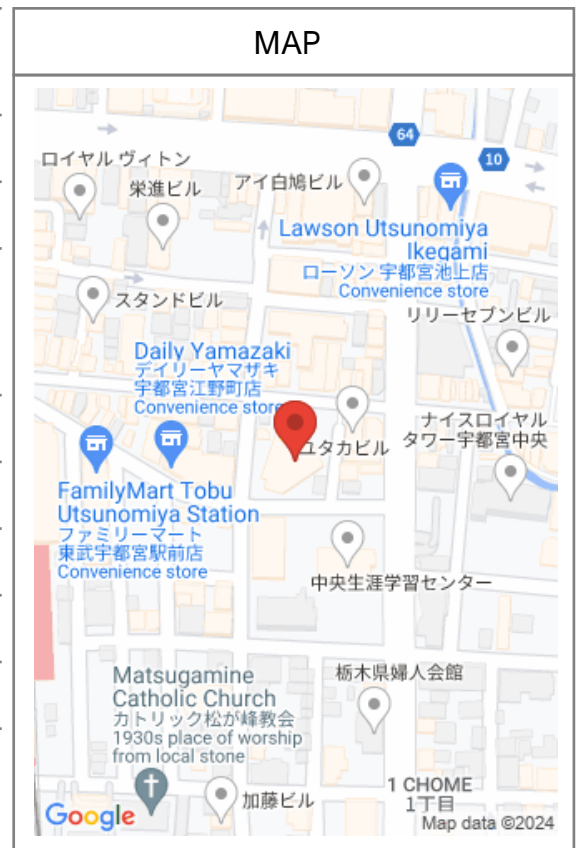 MAP
64
10
ロイヤル ヴィトン
栄進ビル
アイ白鳩ビル
Lawson Utsunomiya
Ikegami
ローソン 宇都宮池上店
Convenience store
スタンドビル
リリーセブンビル
Daily Yamazaki
デイリーヤマザキ
宇都宮江野町店
Convenience store
ユタカビル
ナイスロイヤル
タワー宇都宮中央
FamilyMart Tobu
Utsunomiya Station
ファミリーマート
東武宇都宮駅前店
Convenience store
中央生涯学習センター
Matsugamine
Catholic Church
カトリック松が峰教会
1930s place of worship
from local stone
栃木県婦人会館
加藤ビル
1 CHOME
1丁目
Google
Map data ©2024